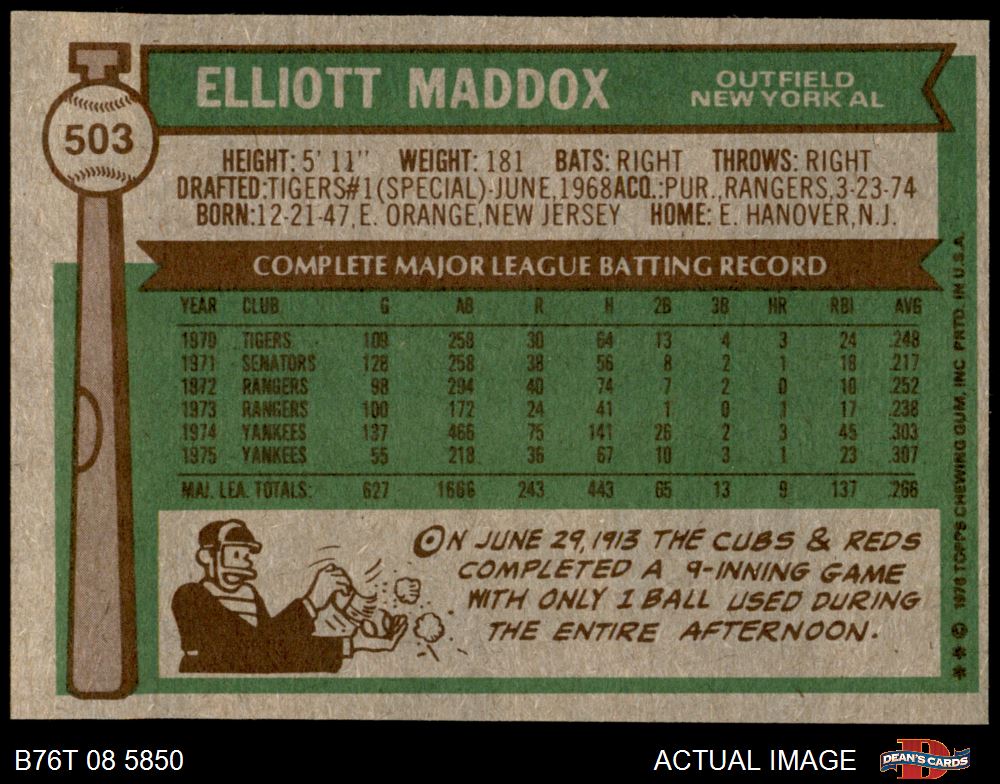 ELLIOTT MADDOX
OUTFIELD
NEW YORK AL
503
HEIGHT: 5' 11" WEIGHT: 181 BATS: RIGHT THROWS: RIGHT
DRAFTED:TIGERS#1(SPECIAL)-JUNE,1968 ACQ.:PUR.,RANGERS,3-23-74
BORN:12-21-47,E. ORANGE,NEW JERSEY HOME: E. HANOVER,N.J.
COMPLETE MAJOR LEAGUE BATTING RECORD
YEAR CLUB G AB R H 2B 3B HR RBI AVG
1970 TIGERS 109 258 30 64 13 4 3 24 .248
1971 SENATORS 128 258 38 56 8 2 1 18 .217
1972 RANGERS 98 294 40 74 7 2 0 10 .252
1973 RANGERS 100 172 24 41 1 0 1 17 .238
1974 YANKEES 137 466 75 141 26 2 3 45 .303
1975 YANKEES 55 218 36 67 10 3 1 23 .307
MAJ. LEA. TOTALS: 627 1666 243 443 65 13 9 137 .266
ON JUNE 29, 1913 THE CUBS & REDS
COMPLETED A 9-INNING GAME
WITH ONLY 1 BALL USED DURING
THE ENTIRE AFTERNOON.
** © 1976 TOPPS CHEWING GUM, INC PRTD. IN U.S.A.
B76T 08 5850
ACTUAL IMAGE
D
DEAN'S CARDS